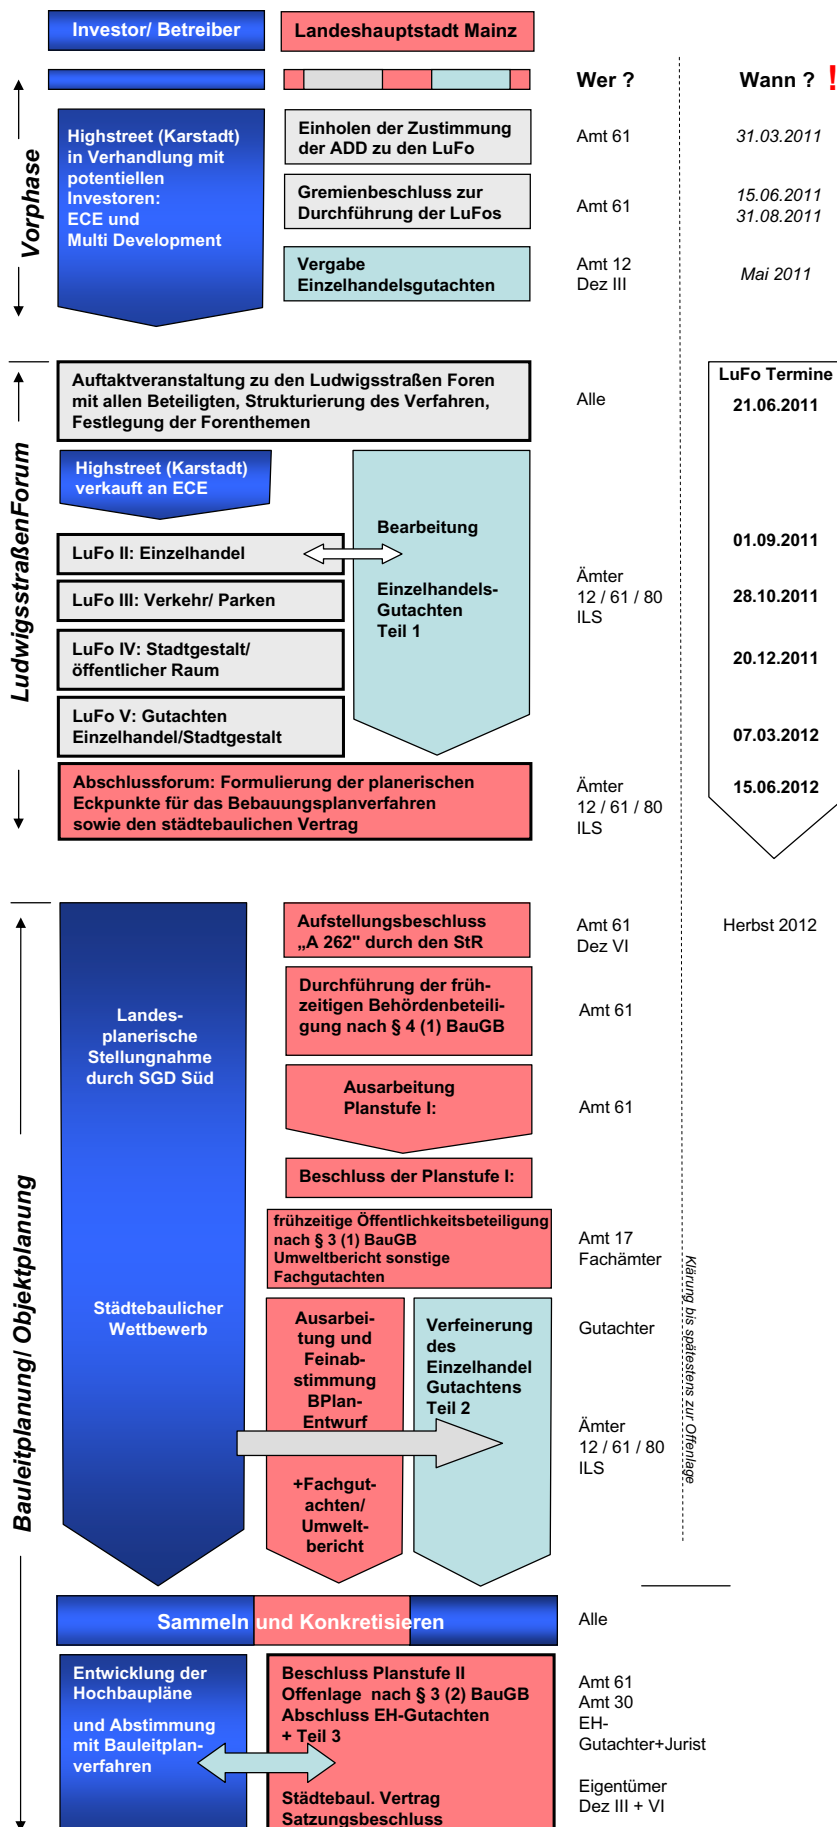 Investor/ Betreiber
Landeshauptstadt Mainz
Wer ?
Wann ? !
Vorphase
Highstreet (Karstadt)
in Verhandlung mit
potentiellen
Investoren:
ECE und
Multi Development
Einholen der Zustimmung
der ADD zu den LuFo
Amt 61
31.03.2011
Gremienbeschluss zur
Durchführung der LuFos
Amt 61
15.06.2011
31.08.2011
Vergabe
Einzelhandelsgutachten
Amt 12
Dez III
Mai 2011
LudwigsstraßenForum
Auftaktveranstaltung zu den Ludwigsstraßen Foren
mit allen Beteiligten, Strukturierung des Verfahren,
Festlegung der Forenthemen
Alle
LuFo Termine
21.06.2011
Highstreet (Karstadt)
verkauft an ECE
Bearbeitung
Einzelhandels-
Gutachten
Teil 1
LuFo II: Einzelhandel
01.09.2011
LuFo III: Verkehr/ Parken
Ämter
12 / 61 / 80
ILS
28.10.2011
LuFo IV: Stadtgestalt/
öffentlicher Raum
20.12.2011
LuFo V: Gutachten
Einzelhandel/Stadtgestalt
07.03.2012
Abschlussforum: Formulierung der planerischen
Eckpunkte für das Bebauungsplanverfahren
sowie den städtebaulichen Vertrag
Ämter
12 / 61 / 80
ILS
15.06.2012
Bauleitplanung/ Objektplanung
Landes-
planerische
Stellungnahme
durch SGD Süd
Städtebaulicher
Wettbewerb
Aufstellungsbeschluss
„A 262" durch den StR
Amt 61
Dez VI
Herbst 2012
Durchführung der früh-
zeitigen Behördenbeteili-
gung nach § 4 (1) BauGB
Amt 61
Ausarbeitung
Planstufe I:
Amt 61
Beschluss der Planstufe I:
frühzeitige Öffentlichkeitsbeteiligung
nach § 3 (1) BauGB
Umweltbericht sonstige
Fachgutachten
Amt 17
Fachämter
Klärung bis spätestens zur Offenlage
Ausarbei-
tung und
Feinab-
stimmung
BPlan-
Entwurf
+Fachgut-
achten/
Umwelt-
bericht
Verfeinerung
des
Einzelhandel
Gutachtens
Teil 2
Gutachter
Ämter
12 / 61 / 80
ILS
Sammeln und Konkretisieren
Alle
Entwicklung der
Hochbaupläne
und Abstimmung
mit Bauleitplan-
verfahren
Beschluss Planstufe II
Offenlage nach § 3 (2) BauGB
Abschluss EH-Gutachten
+ Teil 3
Städtebaul. Vertrag
Satzungsbeschluss
Amt 61
Amt 30
EH-
Gutachter+Jurist
Eigentümer
Dez III + VI